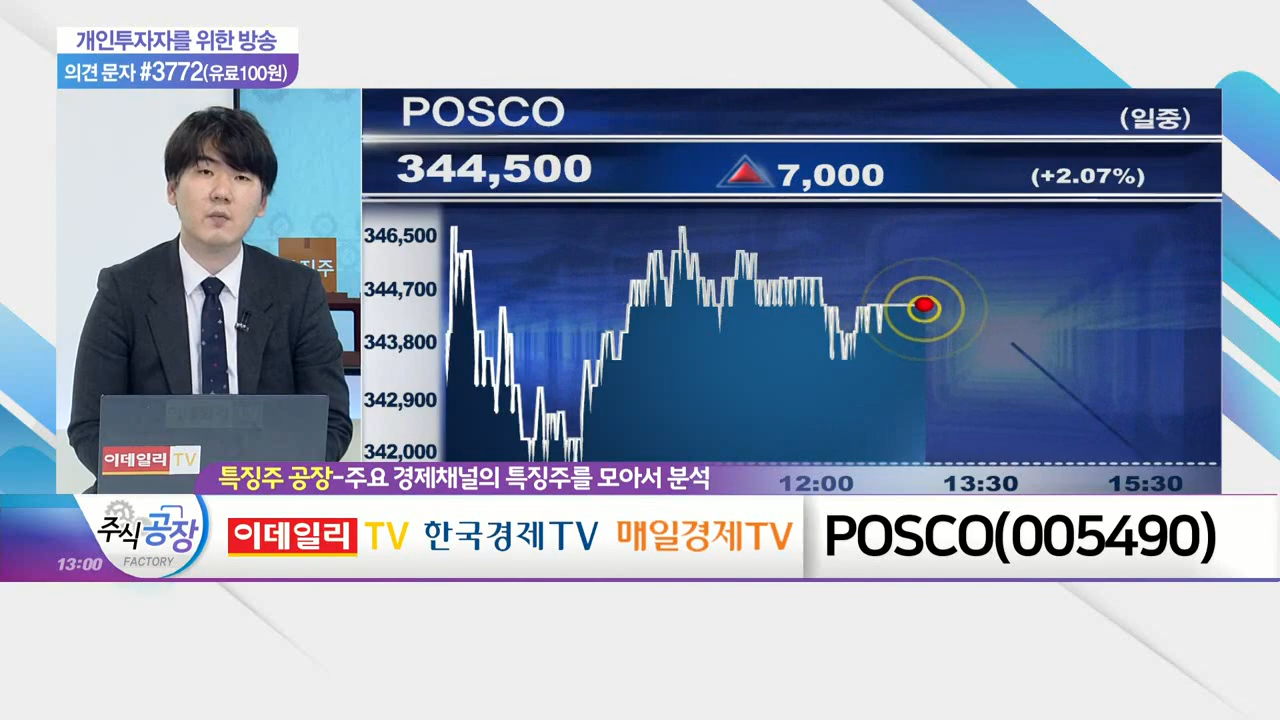 개인투자자를 위한 방송
의견 문자 #3772(유료100원)
POSCO
(일중)
344,500
7,000
(+2.07%)
346,500
344,700
343,800
342,900
342,000
12:00
13:30
15:30
징주
이데일리 TV
특징주 공장-주요 경제채널의 특징주를 모아서 분석
주식공장
FACTORY
13:00
이데일리 TV
한국경제TV
매일경제TV
POSCO(005490)